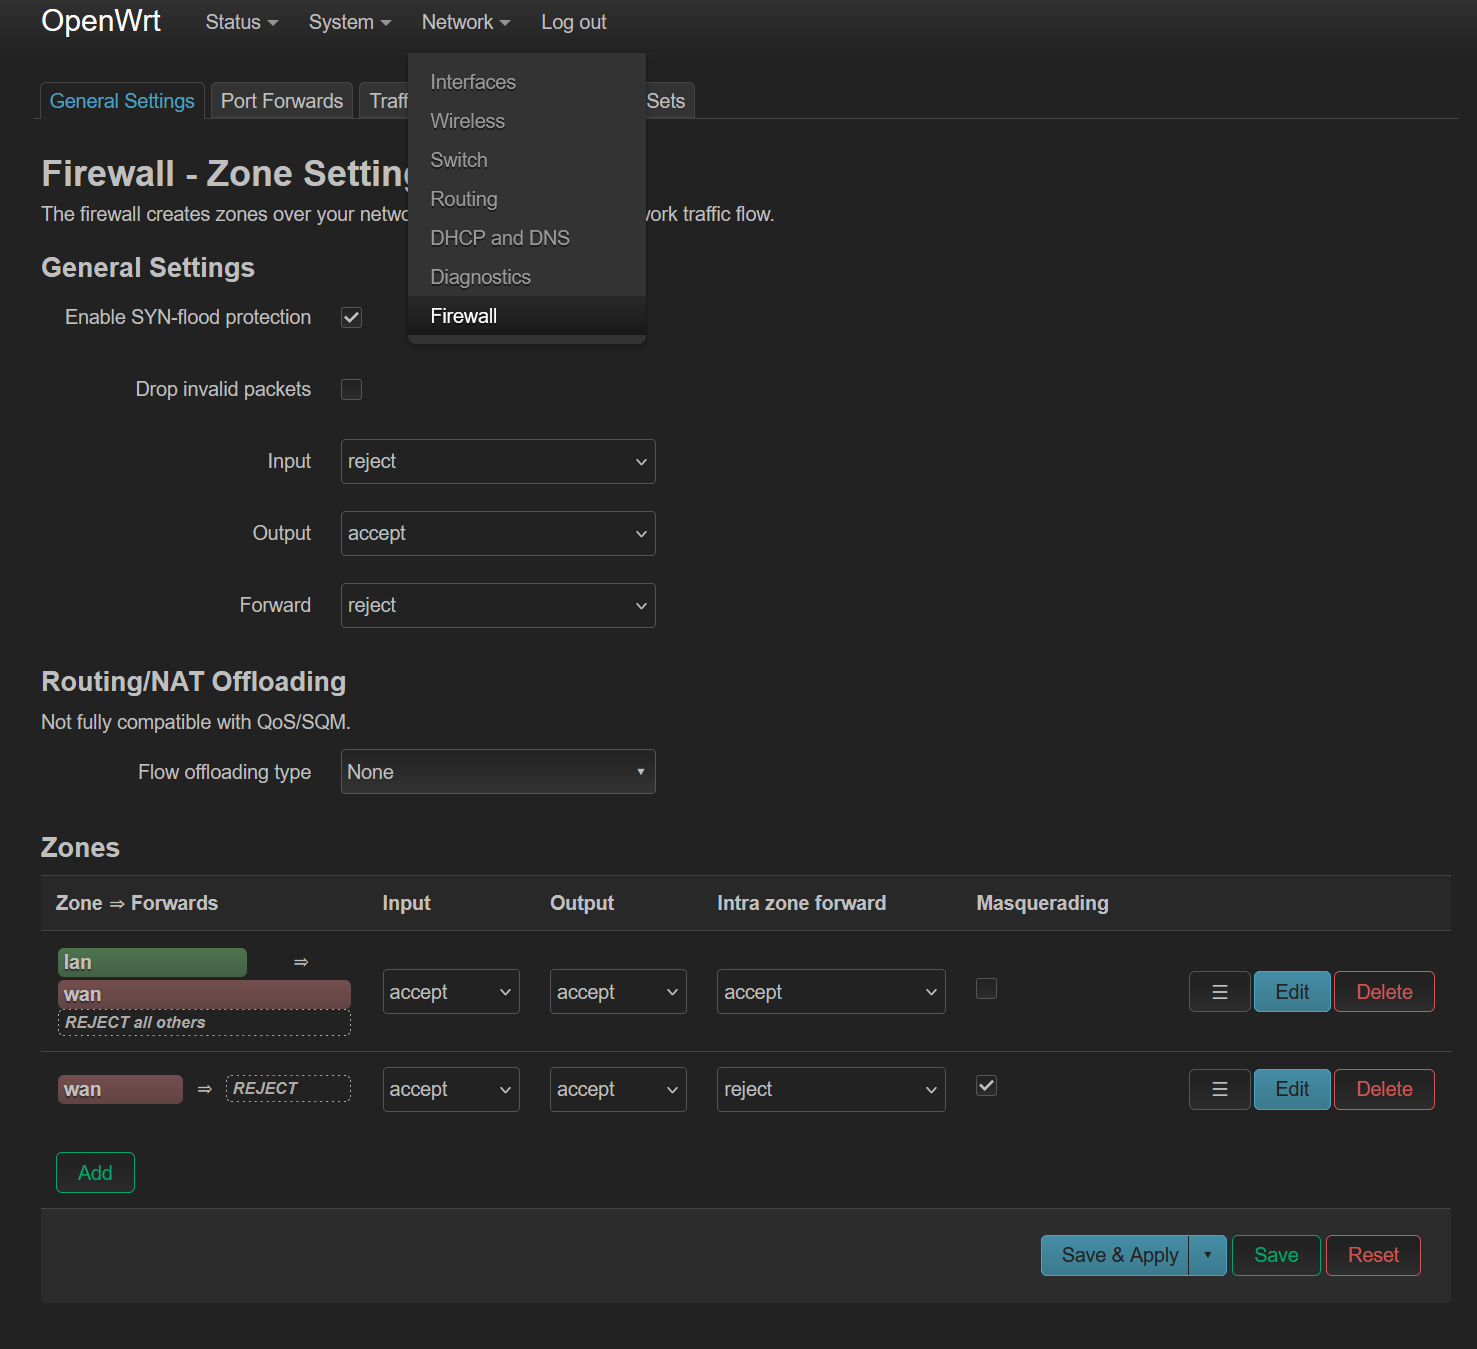 OpenWrt Status System Network Log out
Interfaces
Wireless
Switch
Routing
DHCP and DNS
Diagnostics
Firewall
General Settings Port Forwards Traff Sets
Firewall - Zone Setting
The firewall creates zones over your netwo ork traffic flow.
General Settings
Enable SYN-flood protection
Drop invalid packets
Input reject
Output accept
Forward reject
Routing/NAT Offloading
Not fully compatible with QoS/SQM.
Flow offloading type None
Zones
Zone ⇒ Forwards Input Output Intra zone forward Masquerading
lan ⇒
wan
REJECT all others
accept accept accept ☰ Edit Delete
wan ⇒ REJECT accept accept reject ☰ Edit Delete
Add
Save & Apply Save Reset